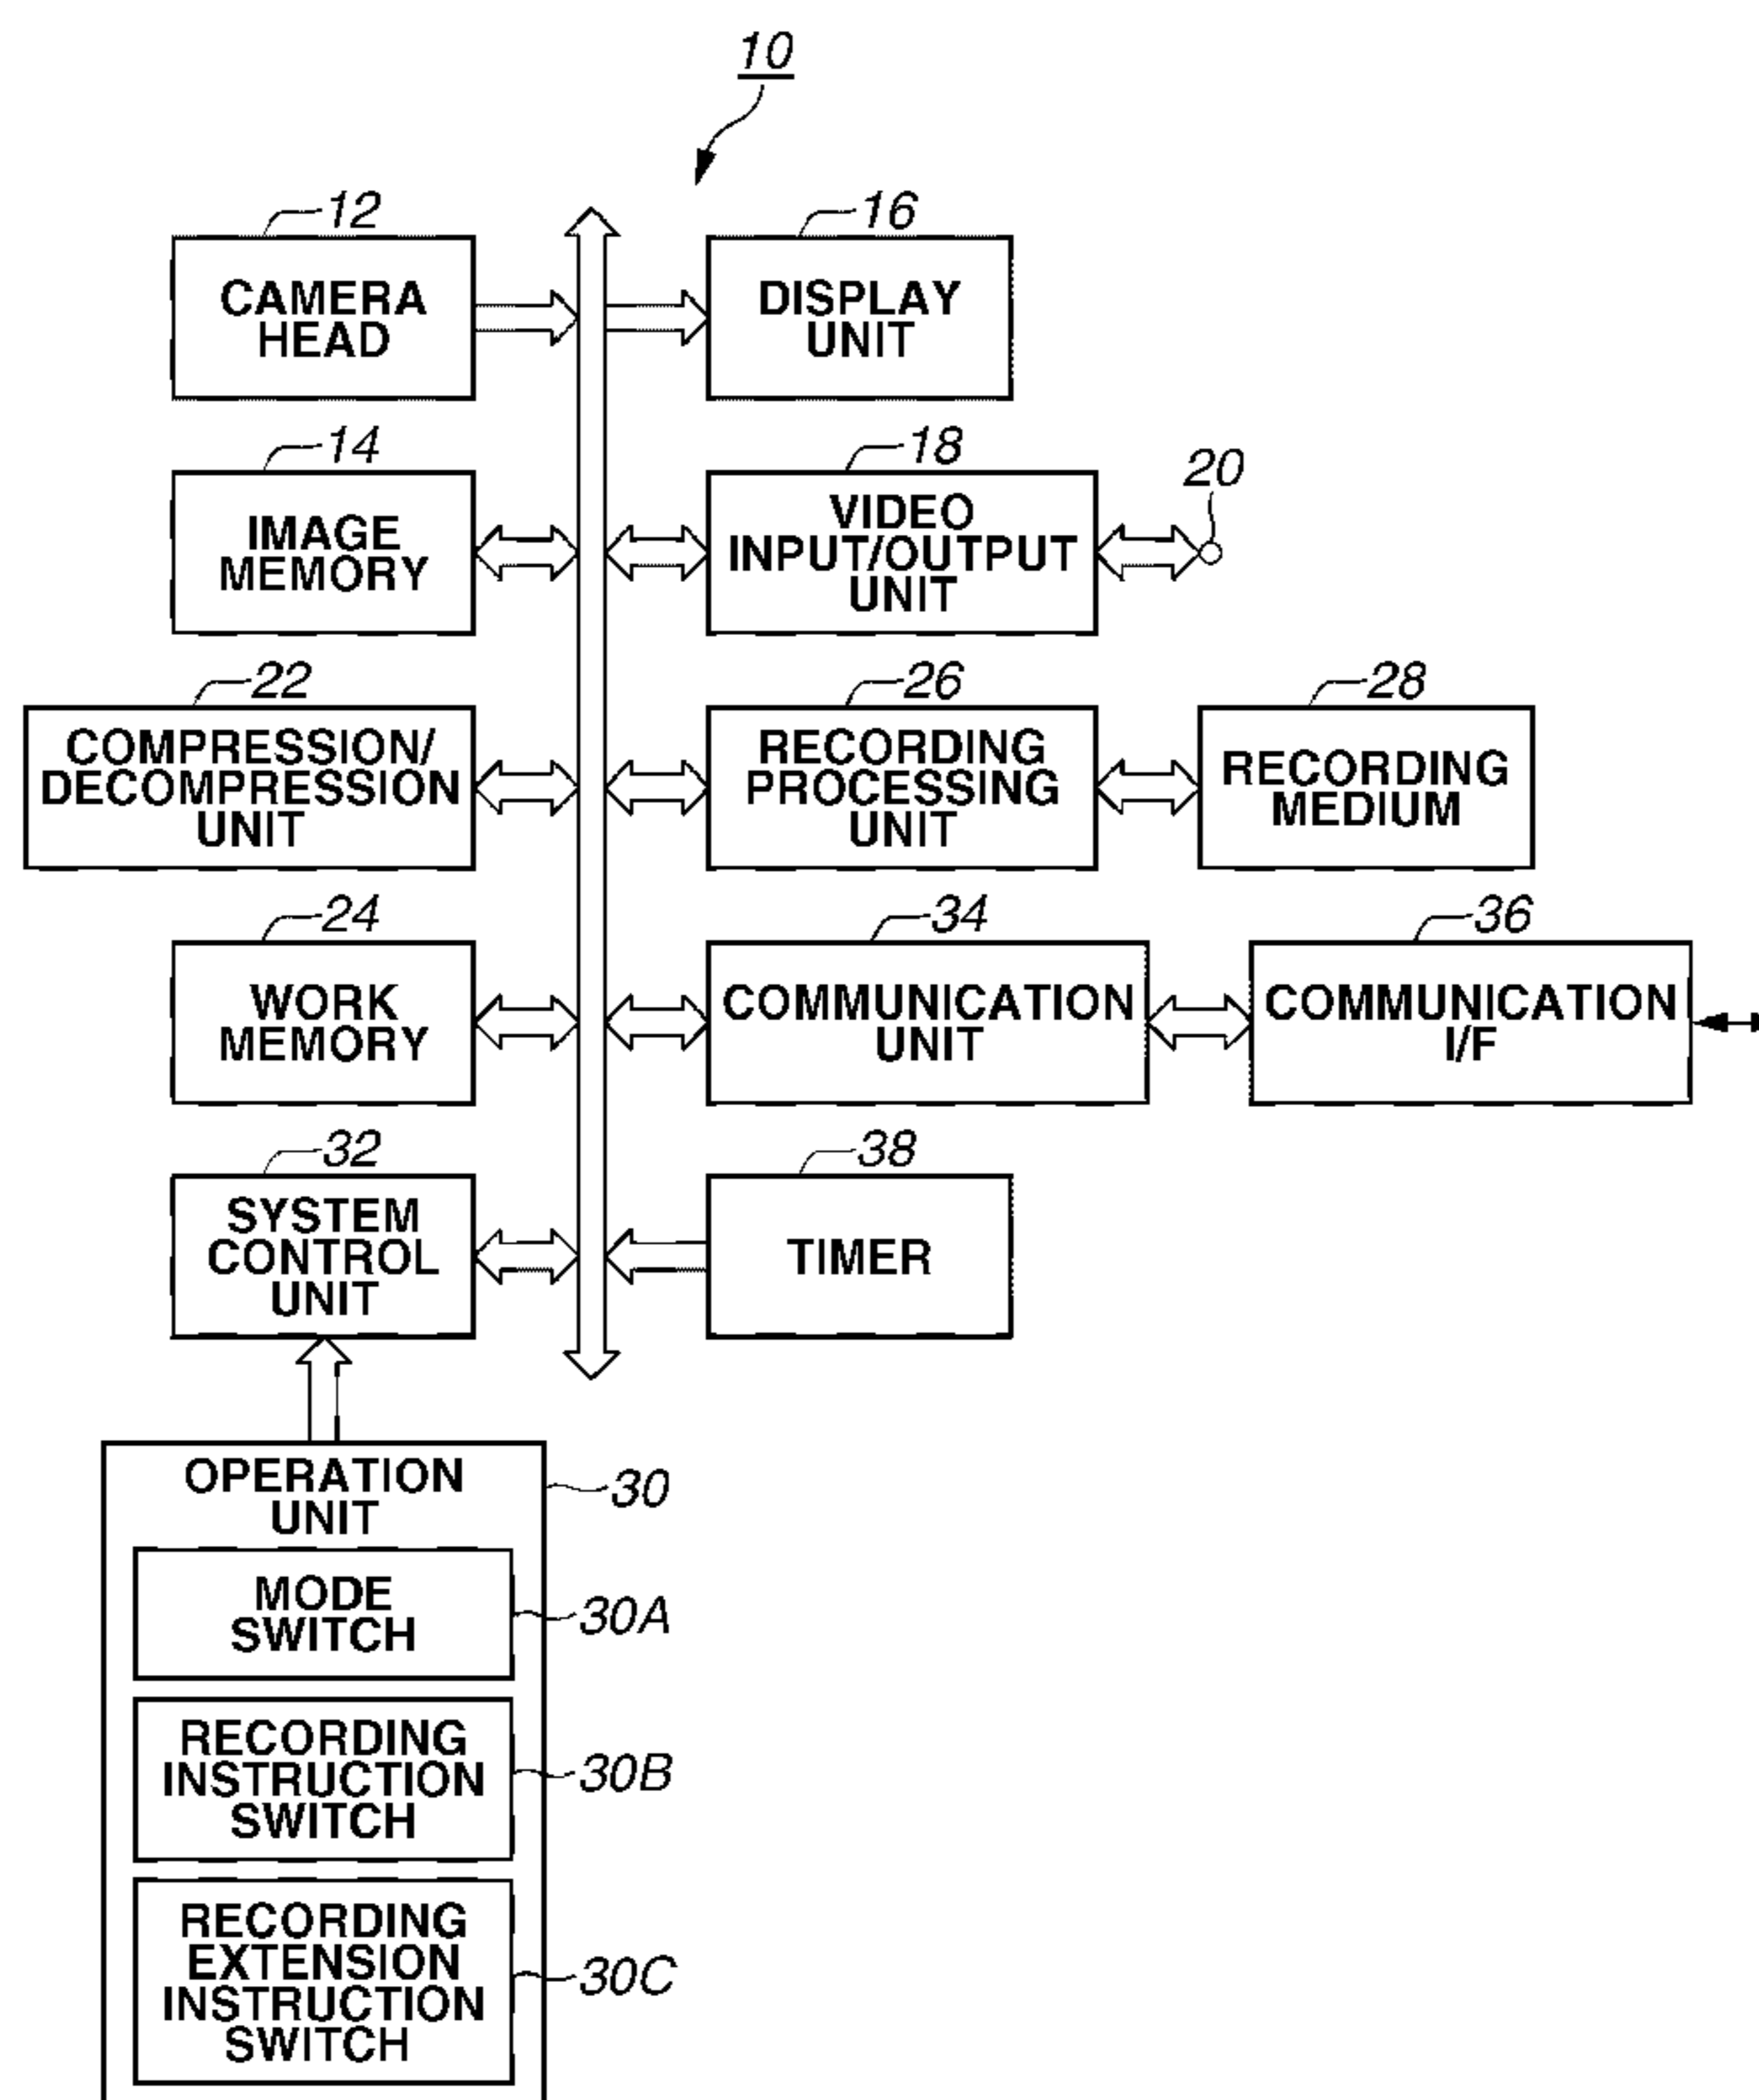 10
12
CAMERA
HEAD
16
DISPLAY
UNIT
14
IMAGE
MEMORY
18
VIDEO
INPUT/OUTPUT
UNIT
20
22
COMPRESSION/
DECOMPRESSION
UNIT
26
RECORDING
PROCESSING
UNIT
28
RECORDING
MEDIUM
24
WORK
MEMORY
34
COMMUNICATION
UNIT
36
COMMUNICATION
I/F
32
SYSTEM
CONTROL
UNIT
38
TIMER
OPERATION
UNIT
30
MODE
SWITCH
30A
RECORDING
INSTRUCTION
SWITCH
30B
RECORDING
EXTENSION
INSTRUCTION
SWITCH
30C